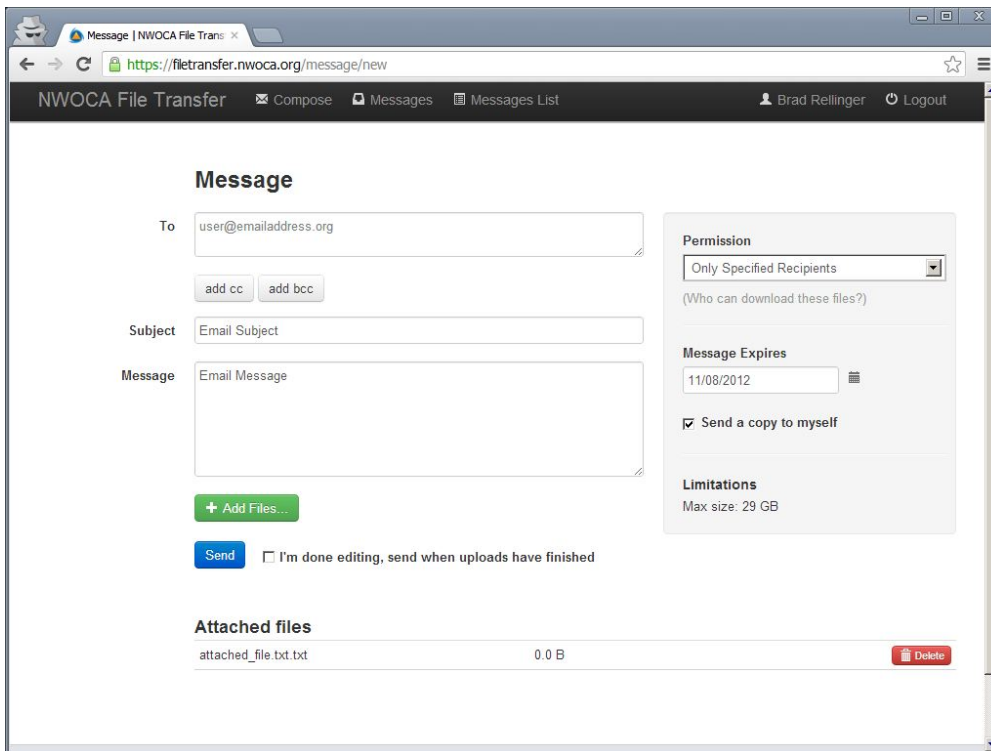 Message | NWOCA File Trans
https://filetransfer.nwoca.org/message/new
NWOCA File Transfer Compose Messages Messages List Brad Rellinger Logout
Message
To user@emailaddress.org
add cc add bcc
Subject Email Subject
Message Email Message
+ Add Files...
Send I'm done editing, send when uploads have finished
Permission
Only Specified Recipients
(Who can download these files?)
Message Expires
11/08/2012
Send a copy to myself
Limitations
Max size: 29 GB
Attached files
attached_file.txt.txt 0.0 B Delete